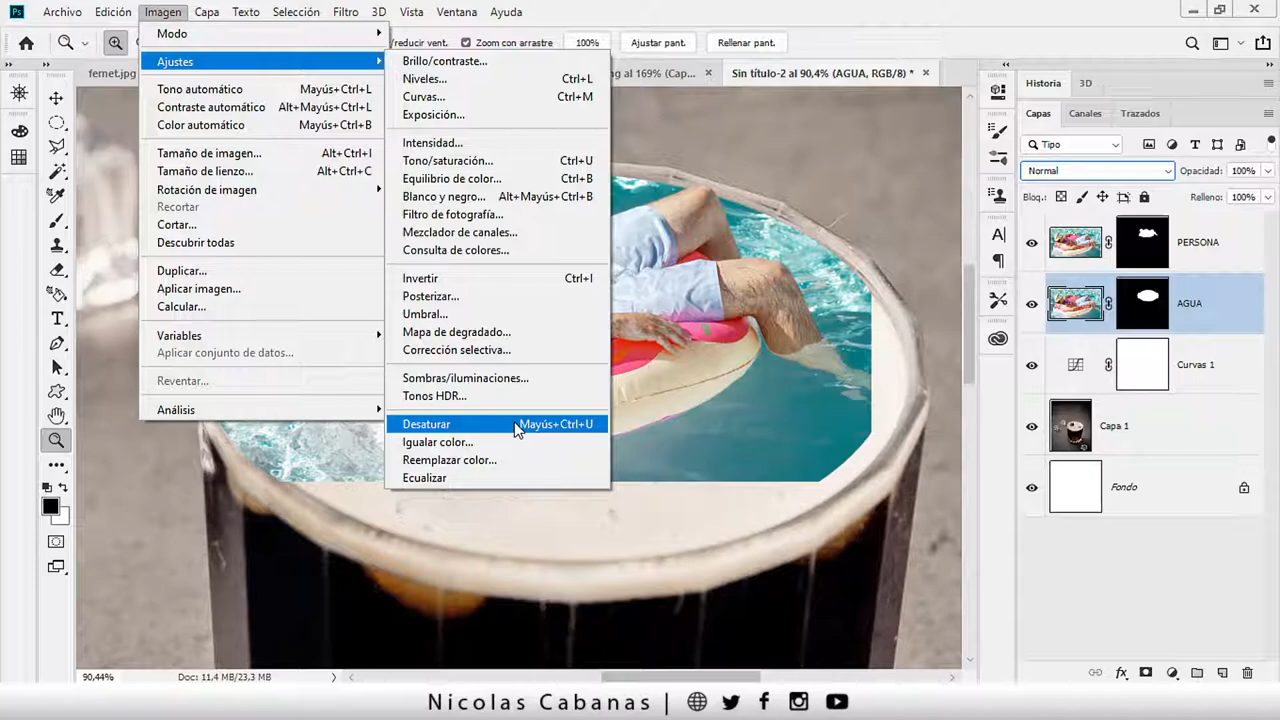 Ps Archivo Edición Imagen Capa Texto Selección Filtro 3D Vista Ventana Ayuda
/reducir vent. Zoom con arrastre 100% Ajustar pant. Rellenar pant.
femet.jpg
ng al 169% (Cap... × Sin título-2 al 90,4% (AGUA, RGB/8) * ×
Modo
Ajustes
Tono automático Mayús+Ctrl+L
Contraste automático Alt+Mayús+Ctrl+L
Color automático Mayús+Ctrl+B
Tamaño de imagen... Alt+Ctrl+I
Tamaño de lienzo... Alt+Ctrl+C
Rotación de imagen
Recortar
Cortar...
Descubrir todas
Duplicar...
Aplicar imagen...
Calcular...
Variables
Aplicar conjunto de datos...
Reventar...
Análisis
Brillo/contraste...
Niveles... Ctrl+L
Curvas... Ctrl+M
Exposición...
Intensidad...
Tono/saturación... Ctrl+U
Equilibrio de color... Ctrl+B
Blanco y negro... Alt+Mayús+Ctrl+B
Filtro de fotografía...
Mezclador de canales...
Consulta de colores...
Invertir Ctrl+I
Posterizar...
Umbral...
Mapa de degradado...
Corrección selectiva...
Sombras/iluminaciones...
Tonos HDR...
Desaturar Mayús+Ctrl+U
Igualar color...
Reemplazar color...
Ecualizar
Historia 3D
Capas Canales Trazados
Tipo
Normal Opacidad: 100%
Bloq.: Relleno: 100%
PERSONA
AGUA
Curvas 1
Capa 1
Fondo
90,44% Doc: 11,4 MB/23,3 MB
Nicolas Cabanas |